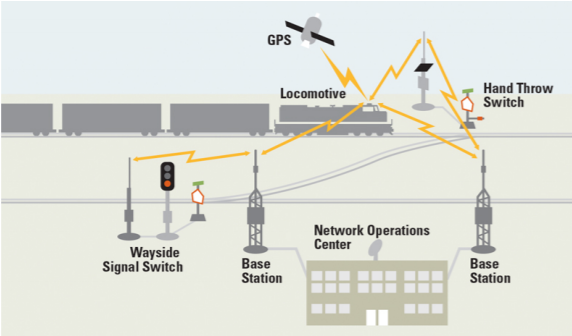 GPS
Locomotive
Hand Throw
Switch
Wayside
Signal Switch
Base
Station
Network Operations
Center
Base
Station